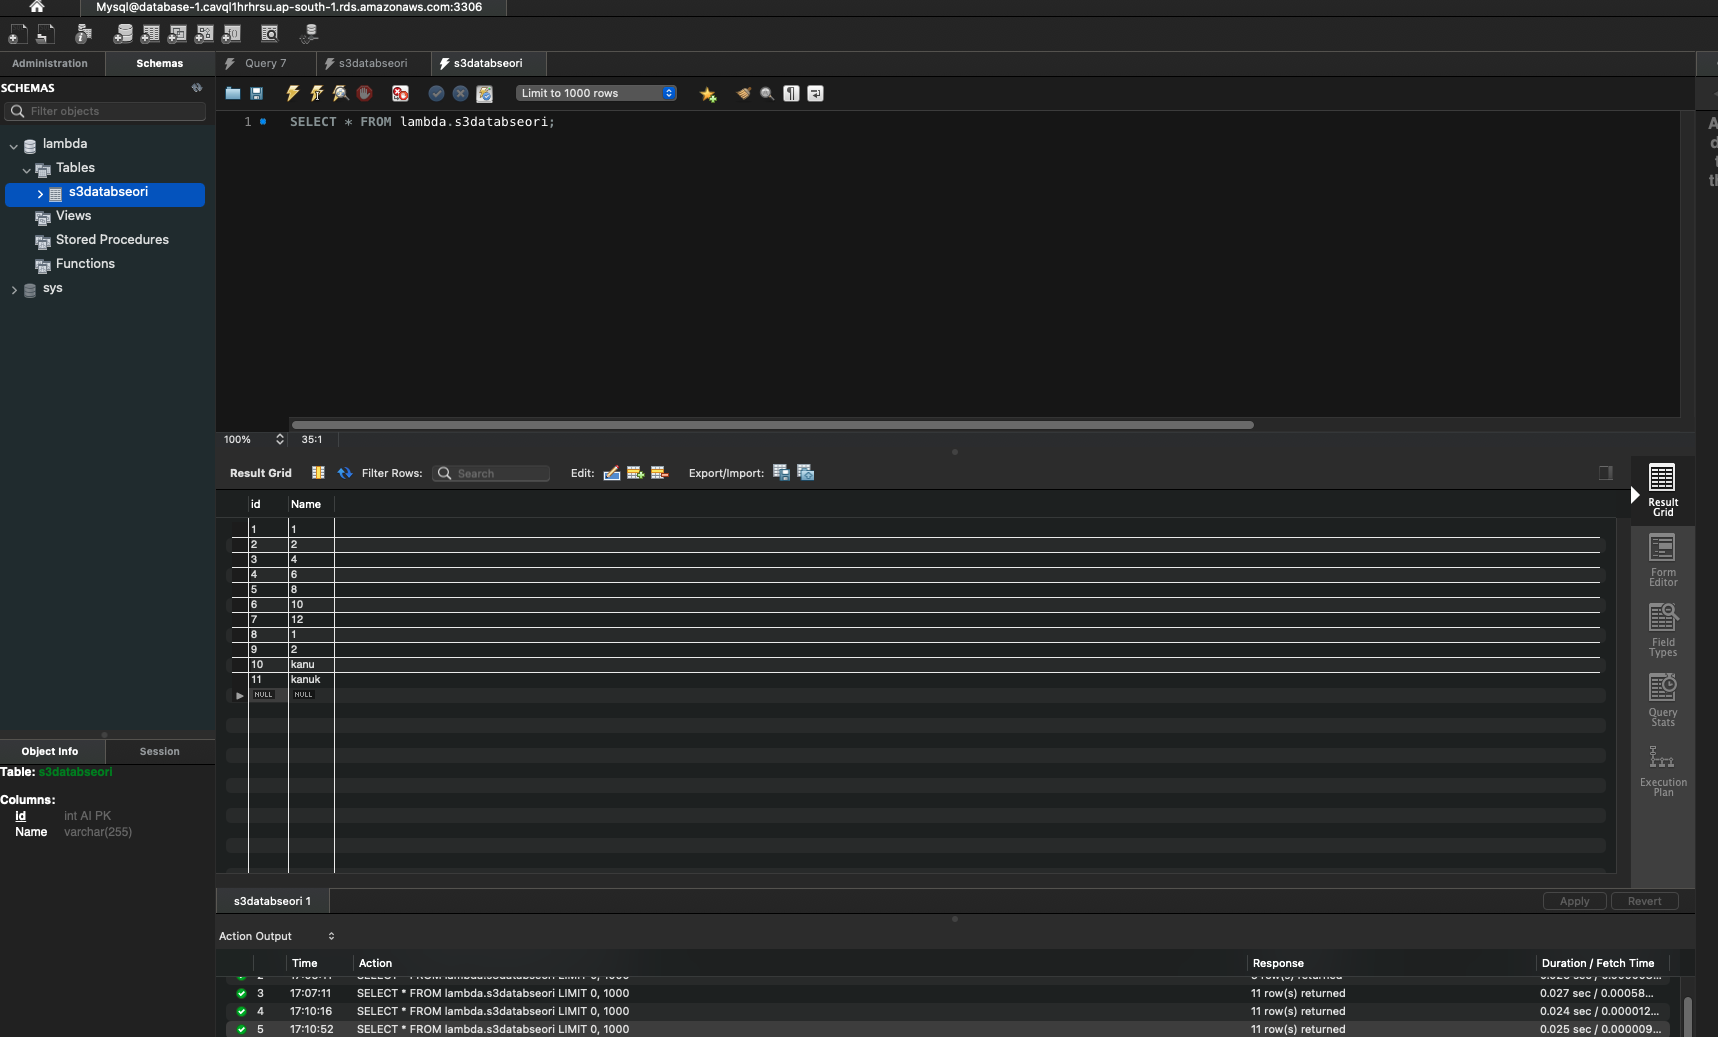 Mysql@database-1.cavql1hrhrsu.ap-south-1.rds.amazonaws.com:3306
Administration Schemas Query 7 s3databseori s3databseori
SCHEMAS
Filter objects
Limit to 1000 rows
1 SELECT * FROM lambda.s3databseori;
lambda
Tables
s3databseori
Views
Stored Procedures
Functions
sys
100% 35:1
Result Grid Filter Rows: Search Edit: Export/Import:
id Name
1 1
2 2
3 4
4 6
5 8
6 10
7 12
8 1
9 2
10 kanu
11 kanuk
NULL NULL
Result
Grid
Form
Editor
Field
Types
Query
Stats
Execution
Plan
Object Info Session
Table: s3databseori
Columns:
id int AI PK
Name varchar(255)
s3databseori 1 Apply Revert
Action Output
Time Action Response Duration / Fetch Time
3 17:07:11 SELECT * FROM lambda.s3databseori LIMIT 0, 1000 11 row(s) returned 0.027 sec / 0.00058...
4 17:10:16 SELECT * FROM lambda.s3databseori LIMIT 0, 1000 11 row(s) returned 0.024 sec / 0.000012...
5 17:10:52 SELECT * FROM lambda.s3databseori LIMIT 0, 1000 11 row(s) returned 0.025 sec / 0.000009...